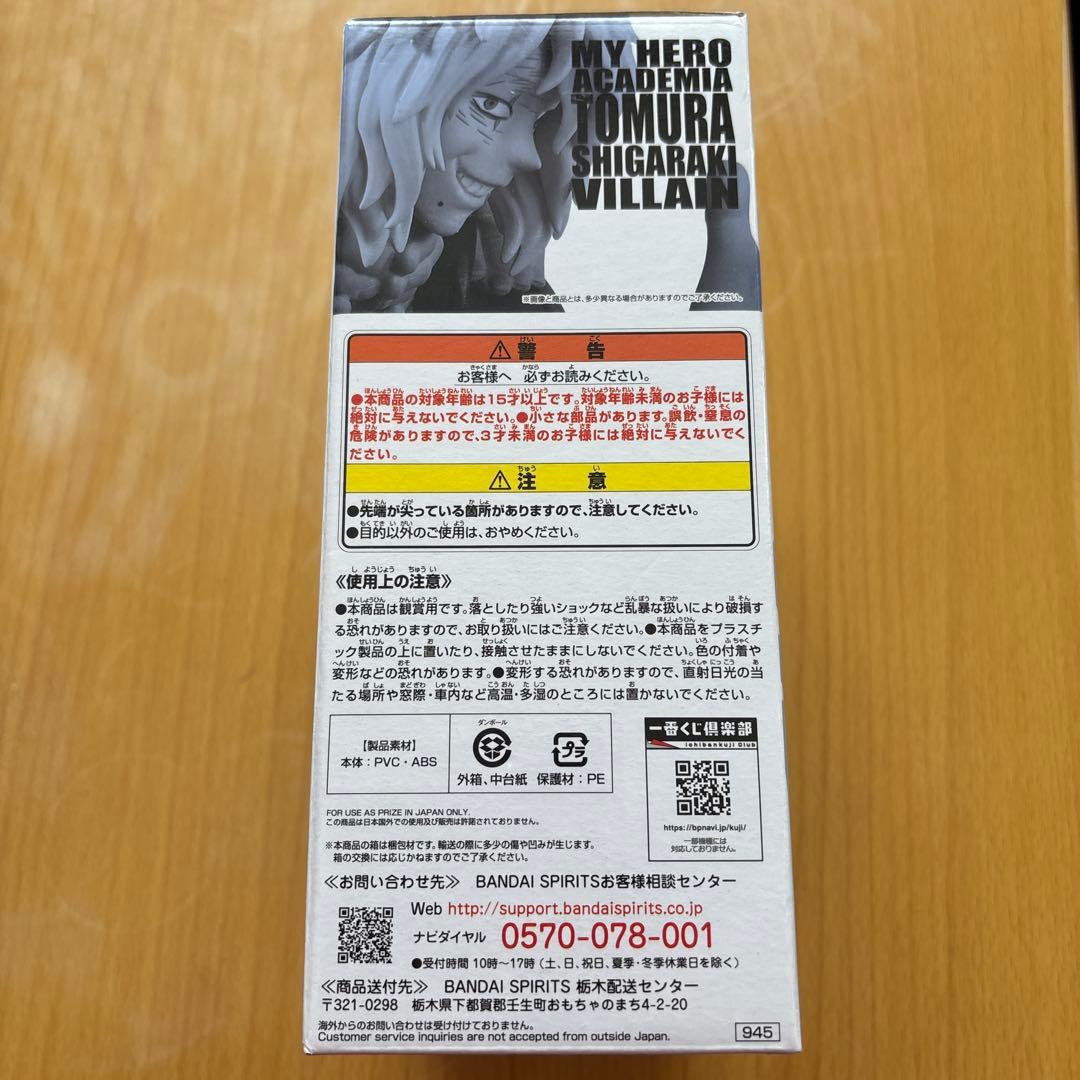 MY HERO
ACADEMIA
TOMURA
SHIGARAKI
VILLAIN
※画像と商品とは、多少異なる場合がありますのでご了承ください。
⚠警告
お客様へ 必ずお読みください。
●本商品の対象年齢は15才以上です。対象年齢未満のお子様には
絶対に与えないでください。●小さな部品があります。誤飲・窒息の
危険がありますので、3才未満のお子様には絶対に与えないでく
ださい。
⚠注意
●先端が尖っている箇所がありますので、注意してください。
●目的以外のご使用は、おやめください。
《使用上の注意》
●本商品は観賞用です。落としたり強いショックなど乱暴な扱いにより破損す
る恐れがありますので、お取り扱いにはご注意ください。●本商品をプラスチ
ック製品の上に置いたり、接触させたままにしないでください。色の付着や
変形などの恐れがあります。●変形する恐れがありますので、直射日光の当
たる場所や窓際・車内など高温・多湿のところには置かないでください。
【製品素材】
本体：PVC・ABS
ダンボール
外箱、中台紙
プラ
保護材：PE
一番くじ倶楽部
ichibankuji Club
https://bpnavi.jp/kuji/
一部機種には
対応しておりません。
FOR USE AS PRIZE IN JAPAN ONLY.
この商品は日本国外での使用及び販売は許諾されておりません。
※本商品の箱は梱包材です。輸送の際に多少の傷や凹みが生じます。
箱の交換には応じかねますのでご了承ください。
≪お問い合わせ先≫ BANDAI SPIRITSお客様相談センター
Web http://support.bandaispirits.co.jp
ナビダイヤル 0570-078-001
●受付時間 10時〜17時（土、日、祝日、夏季・冬季休業日を除く）
≪商品送付先≫ BANDAI SPIRITS 栃木配送センター
〒321-0298 栃木県下都賀郡壬生町おもちゃのまち4-2-20
海外からのお問い合わせは受け付けておりません。
Customer service inquiries are not accepted from outside Japan.
945